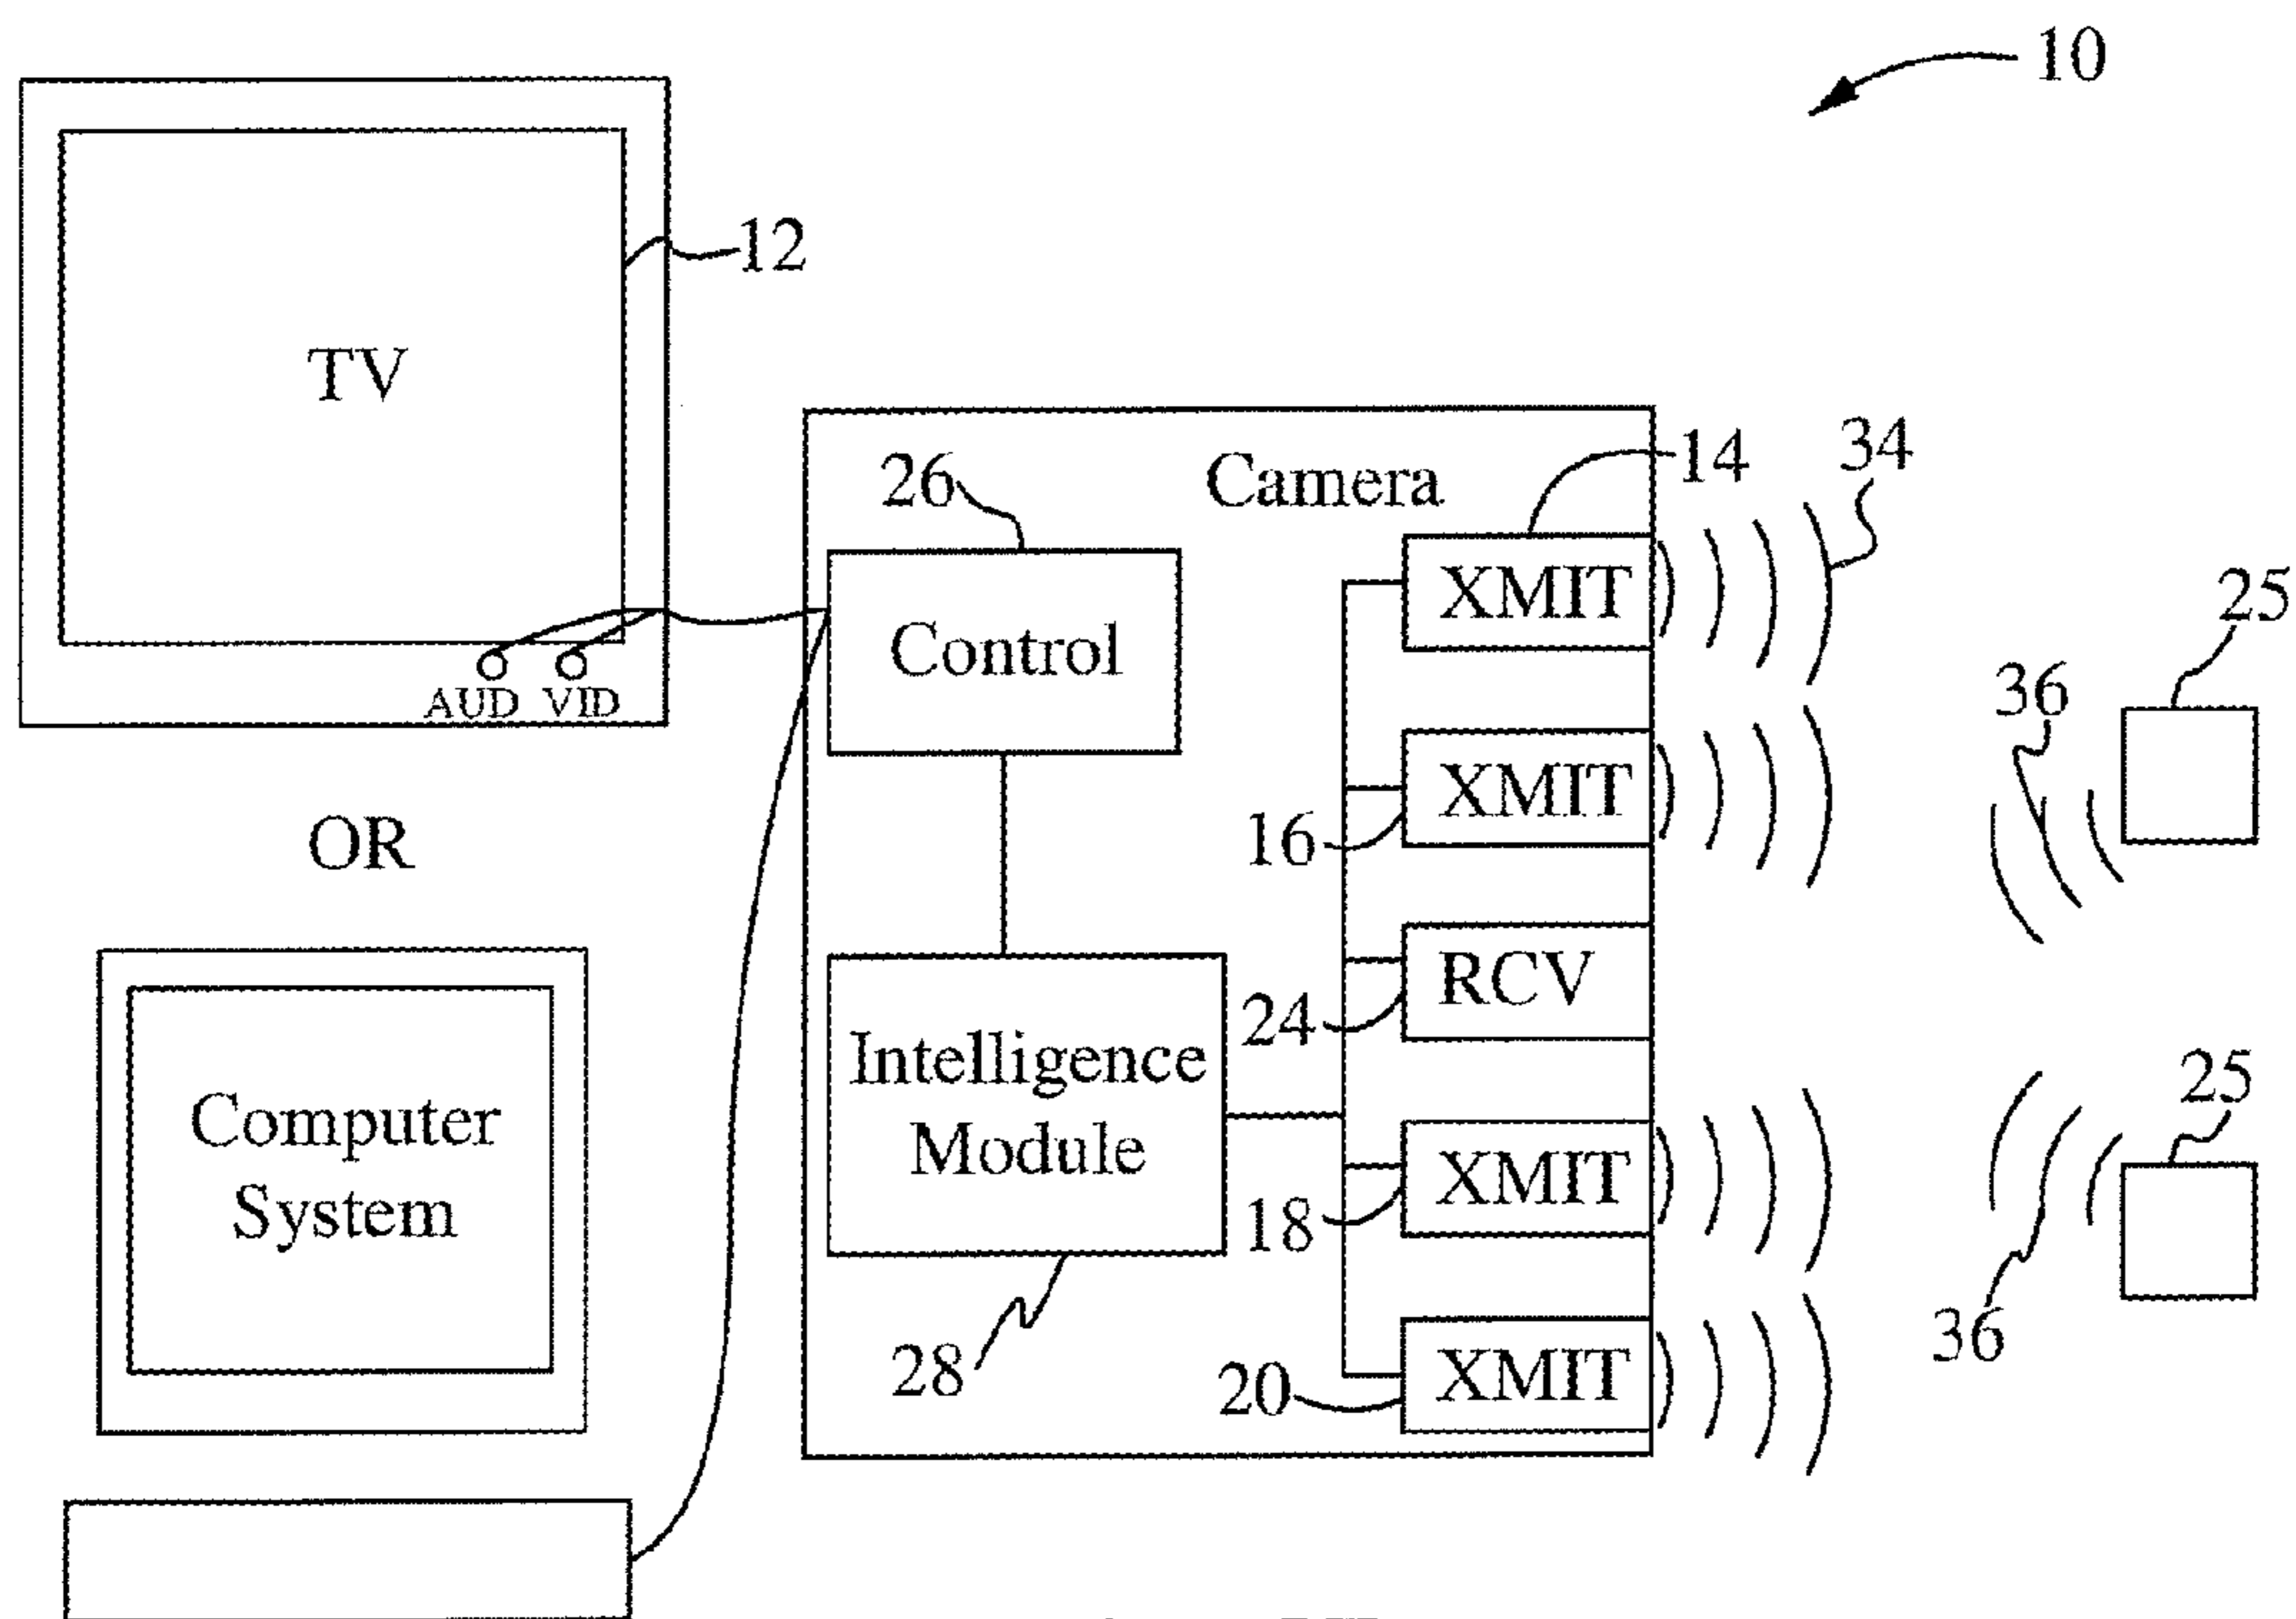 10
12
TV
AUD VID
OR
Computer
System
Camera
26
Control
Intelligence
Module
28
14
XMIT
34
16
XMIT
24
RCV
18
XMIT
20
XMIT
25
36
25
36